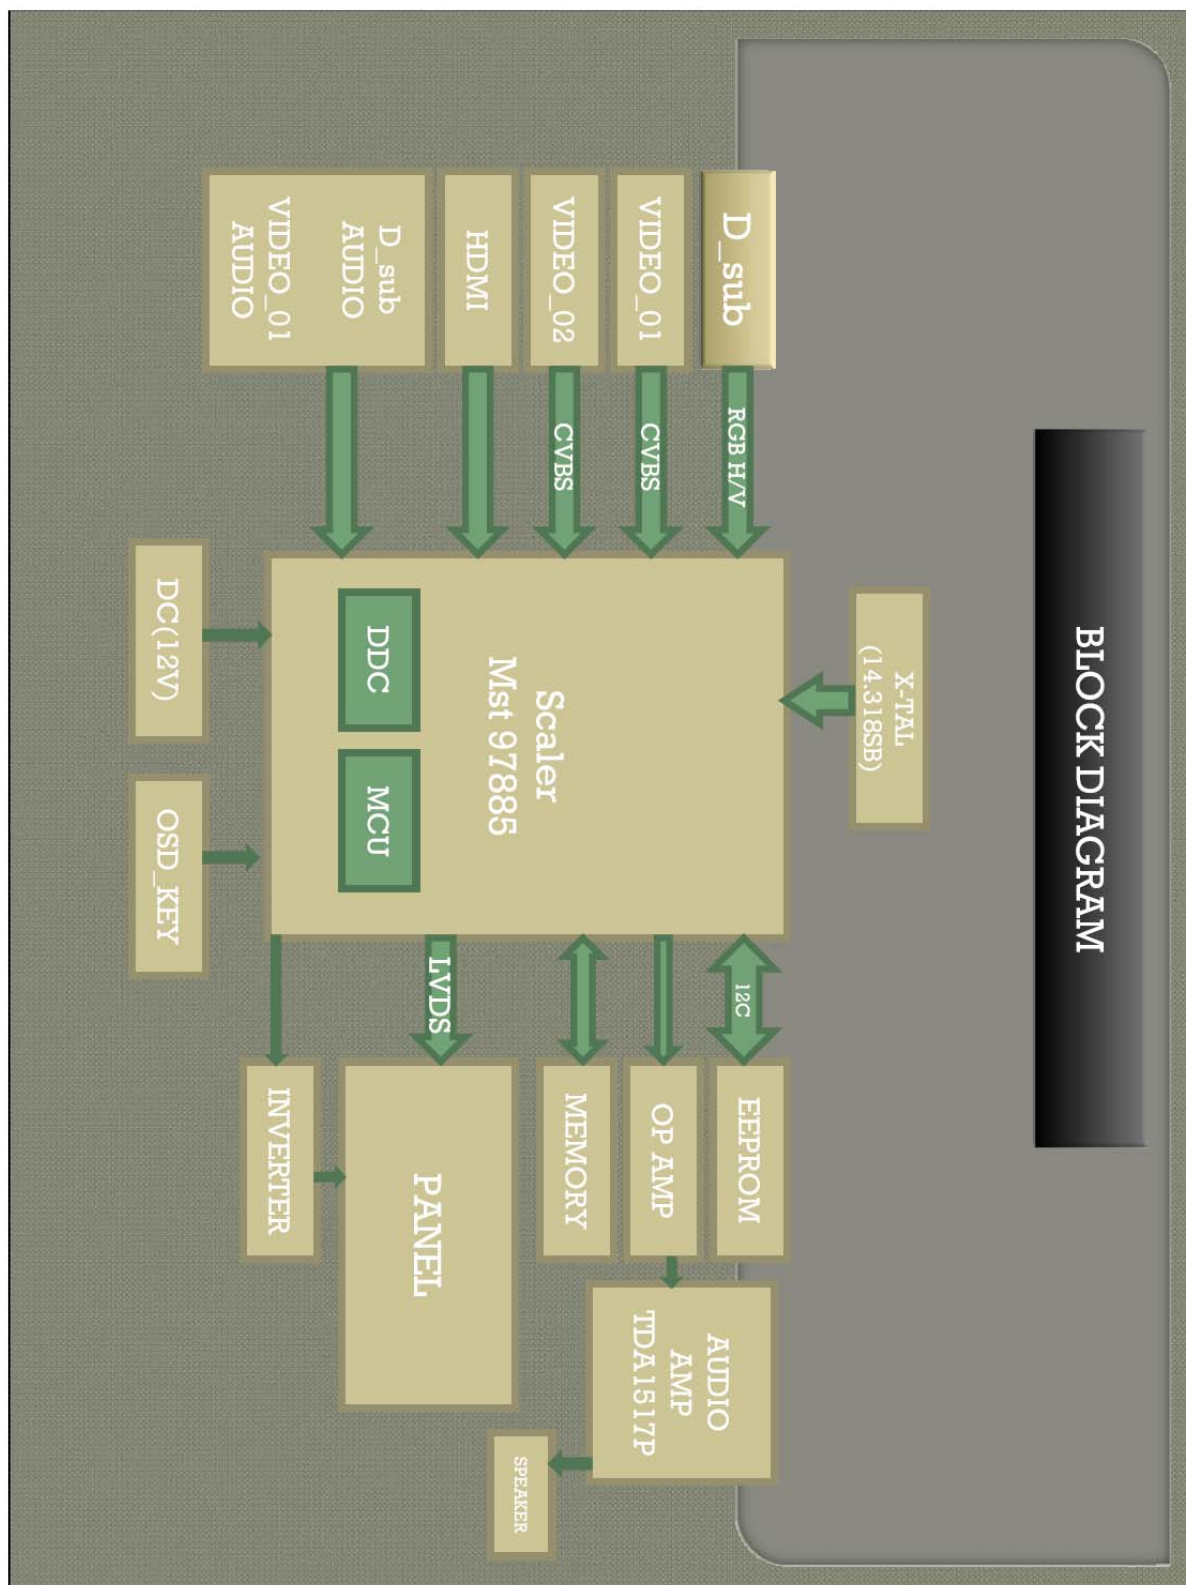 BLOCK DIAGRAM
X-TAL
(14.318SB)
D_sub
RGB H/V
VIDEO_01
CVBS
VIDEO_02
CVBS
HDMI
D_sub
AUDIO
VIDEO_01
AUDIO
Scaler
Mst 97885
DDC
MCU
12C
EEPROM
OP AMP
MEMORY
AUDIO
AMP
TDA1517P
SPEAKER
LVDS
PANEL
INVERTER
DC(12V)
OSD_KEY